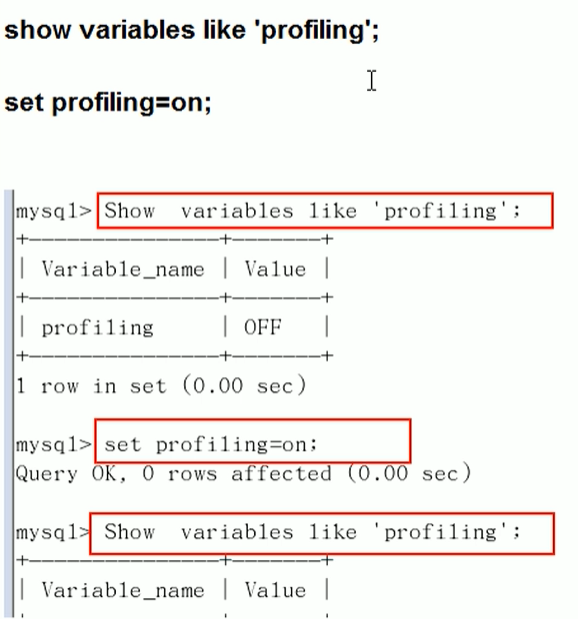 show variables like 'profiling';
set profiling=on;
mysql> Show  variables like 'profiling';
+---------------+-------+
| Variable_name | Value |
+---------------+-------+
| profiling     | OFF   |
+---------------+-------+
1 row in set (0.00 sec)
mysql> set profiling=on;
Query OK, 0 rows affected (0.00 sec)
mysql> Show  variables like 'profiling';
+---------------+-------+
| Variable_name | Value |